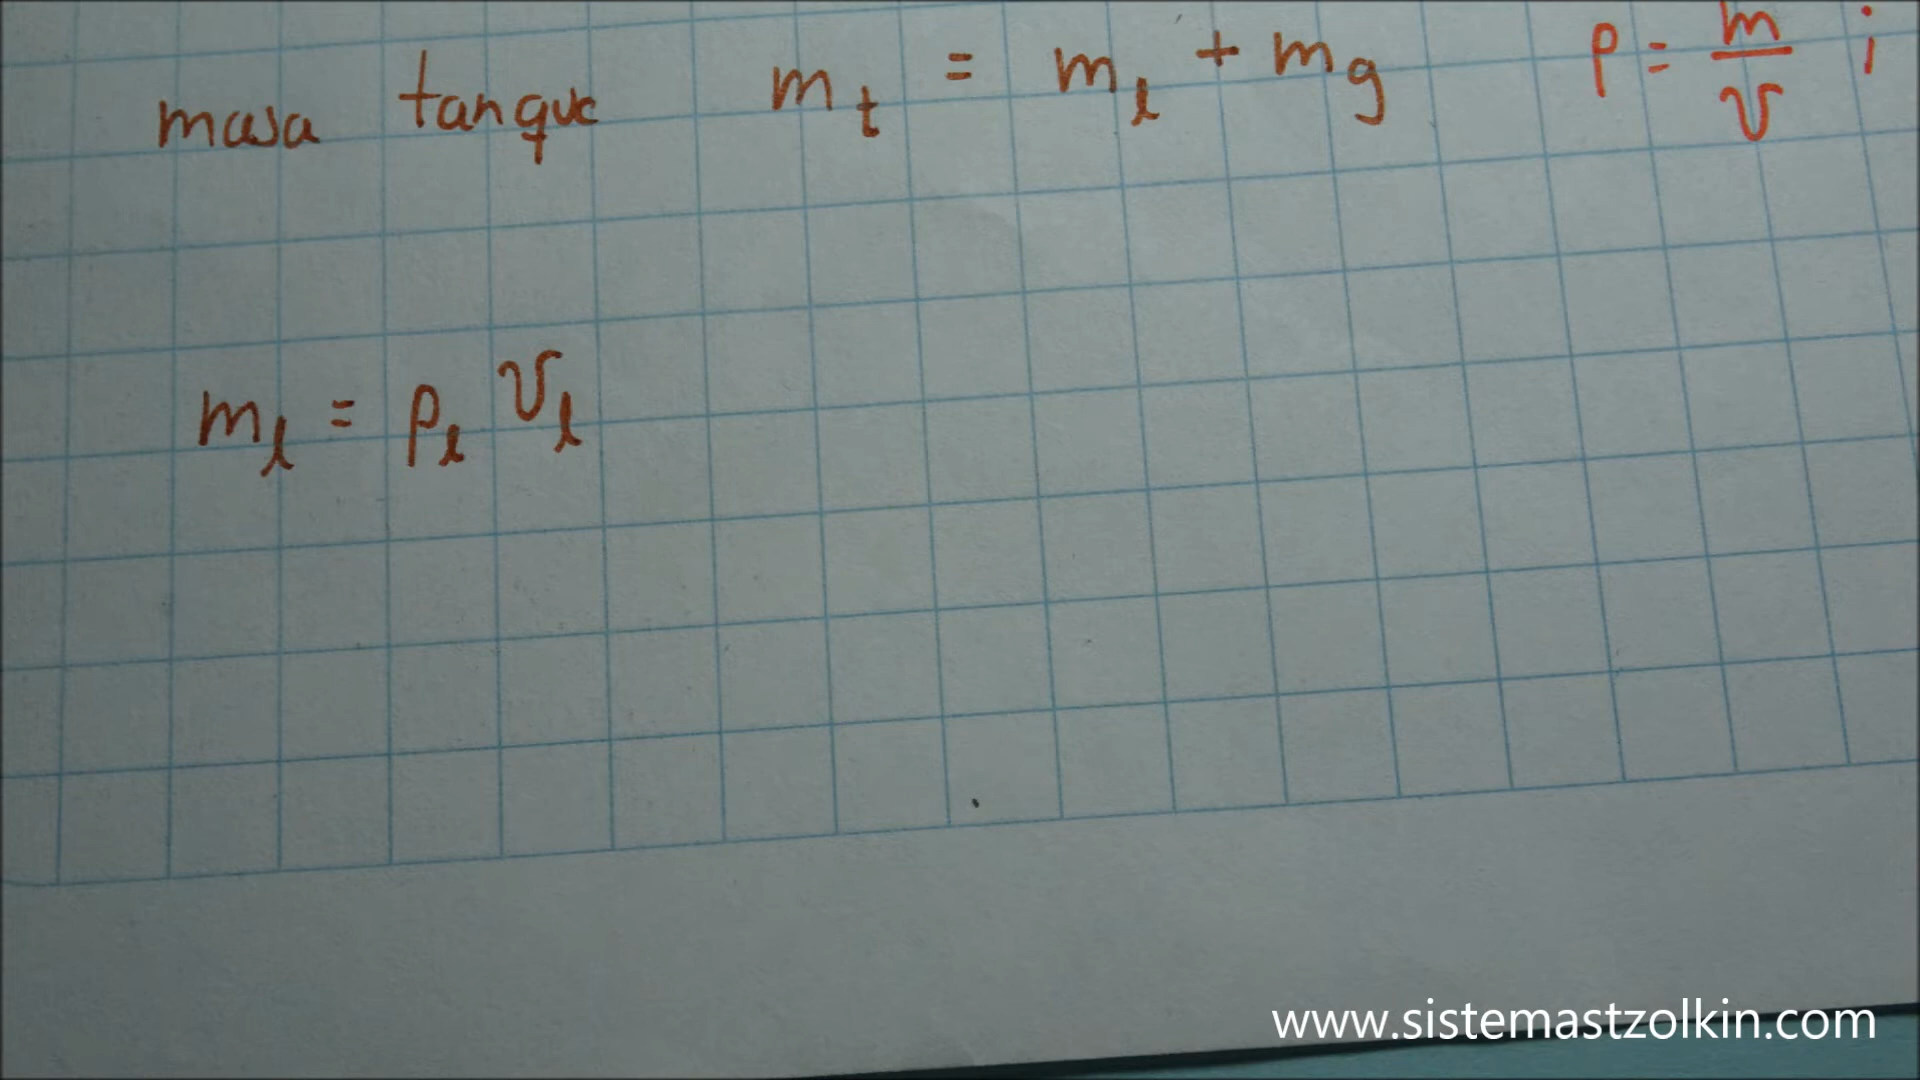 masa tanque m_t = m_l + m_g ρ = m/v ;
m_l = ρ_l v_l
www.sistemastzolkin.com